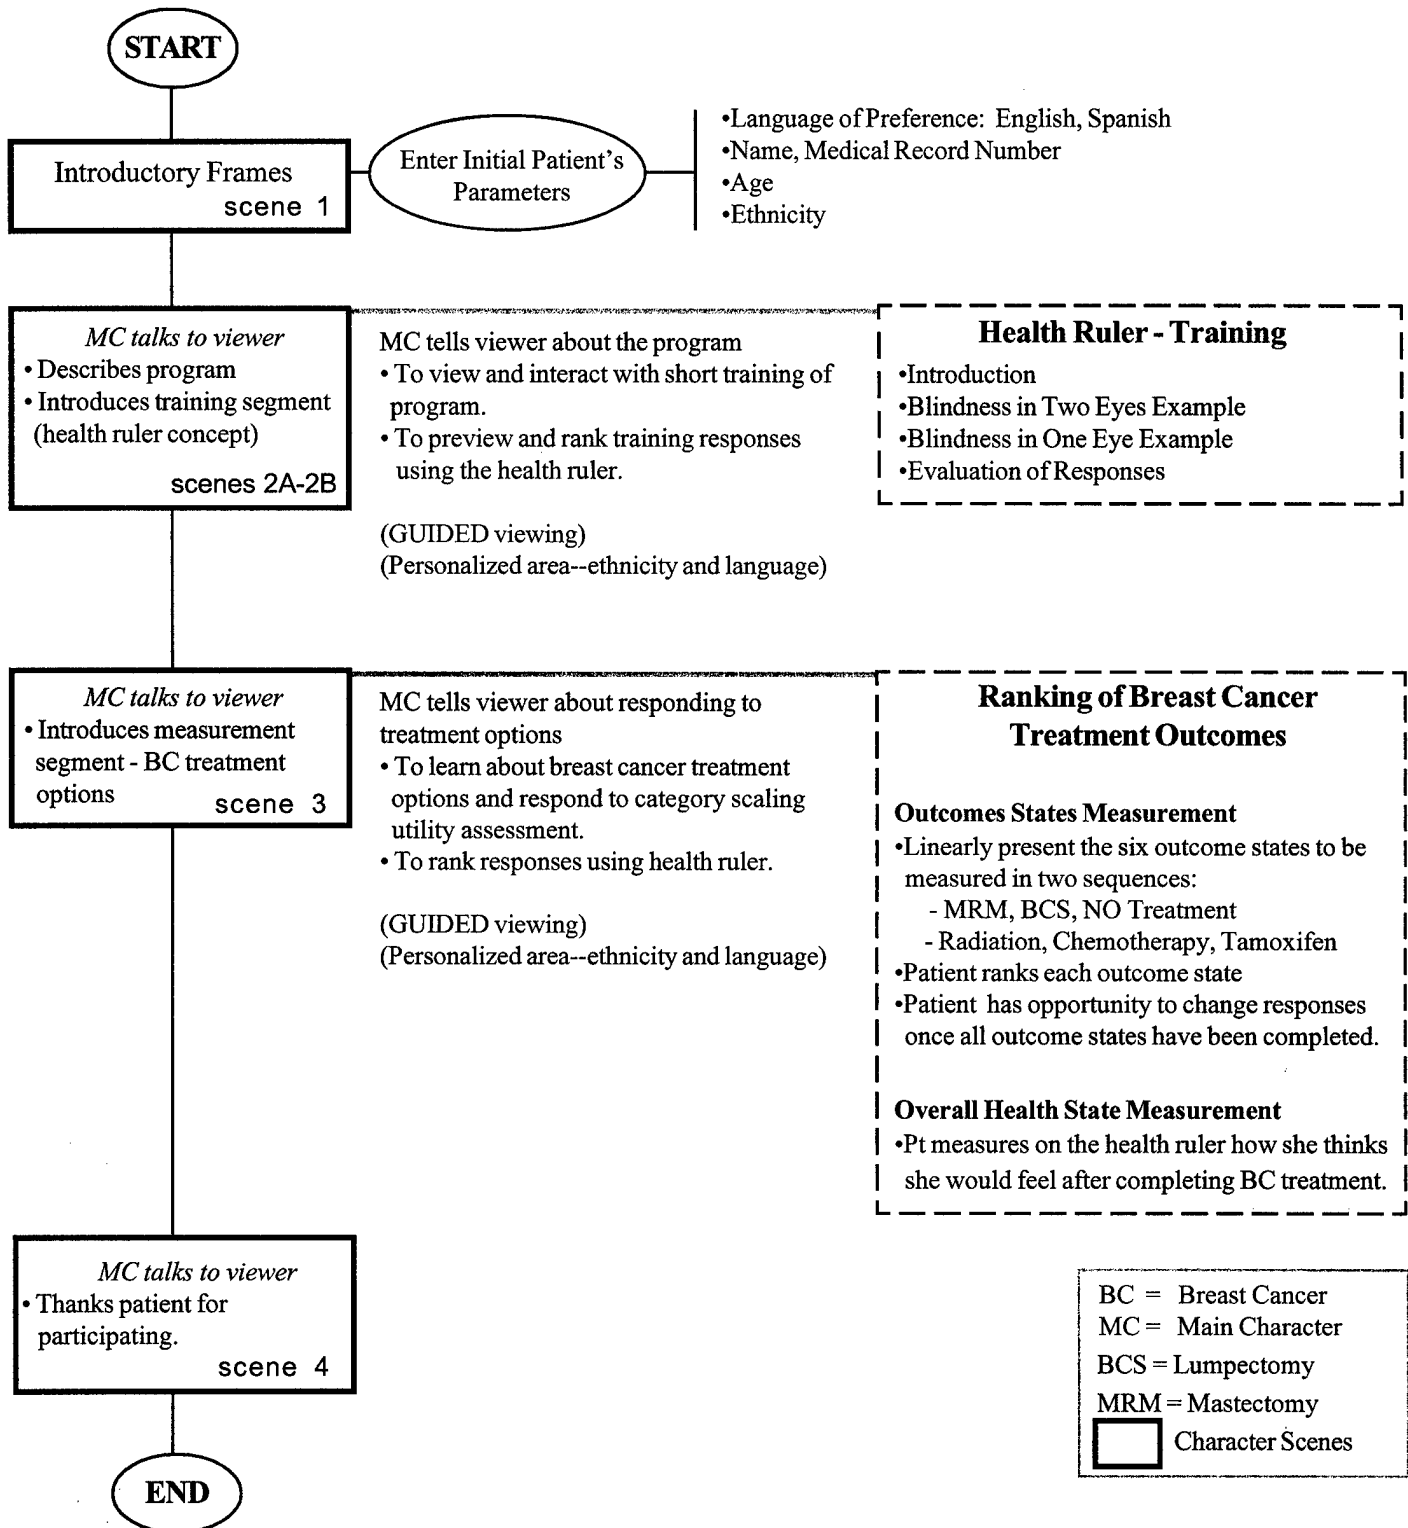 START
Introductory Frames
scene 1
Enter Initial Patient's
Parameters
•Language of Preference: English, Spanish
•Name, Medical Record Number
•Age
•Ethnicity
MC talks to viewer
• Describes program
• Introduces training segment
(health ruler concept)
scenes 2A-2B
MC tells viewer about the program
• To view and interact with short training of
program.
• To preview and rank training responses
using the health ruler.
(GUIDED viewing)
(Personalized area--ethnicity and language)
Health Ruler - Training
•Introduction
•Blindness in Two Eyes Example
•Blindness in One Eye Example
•Evaluation of Responses
MC talks to viewer
• Introduces measurement
segment - BC treatment
options
scene 3
MC tells viewer about responding to
treatment options
• To learn about breast cancer treatment
options and respond to category scaling
utility assessment.
• To rank responses using health ruler.
(GUIDED viewing)
(Personalized area--ethnicity and language)
Ranking of Breast Cancer
Treatment Outcomes
Outcomes States Measurement
•Linearly present the six outcome states to be
measured in two sequences:
- MRM, BCS, NO Treatment
- Radiation, Chemotherapy, Tamoxifen
•Patient ranks each outcome state
•Patient has opportunity to change responses
once all outcome states have been completed.
Overall Health State Measurement
•Pt measures on the health ruler how she thinks
she would feel after completing BC treatment.
MC talks to viewer
• Thanks patient for
participating.
scene 4
END
BC = Breast Cancer
MC = Main Character
BCS = Lumpectomy
MRM = Mastectomy
Character Scenes